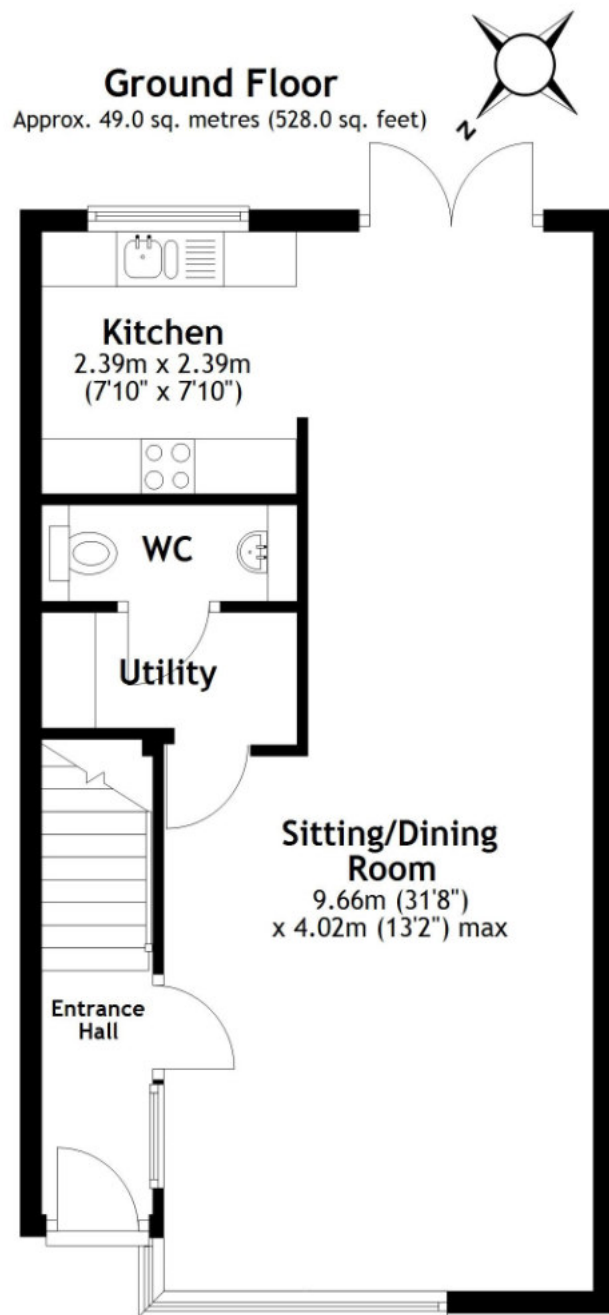 Ground Floor
Approx. 49.0 sq. metres (528.0 sq. feet)
N
Kitchen
2.39m x 2.39m
(7'10" x 7'10")
WC
Utility
Sitting/Dining
Room
9.66m (31'8")
x 4.02m (13'2") max
Entrance
Hall